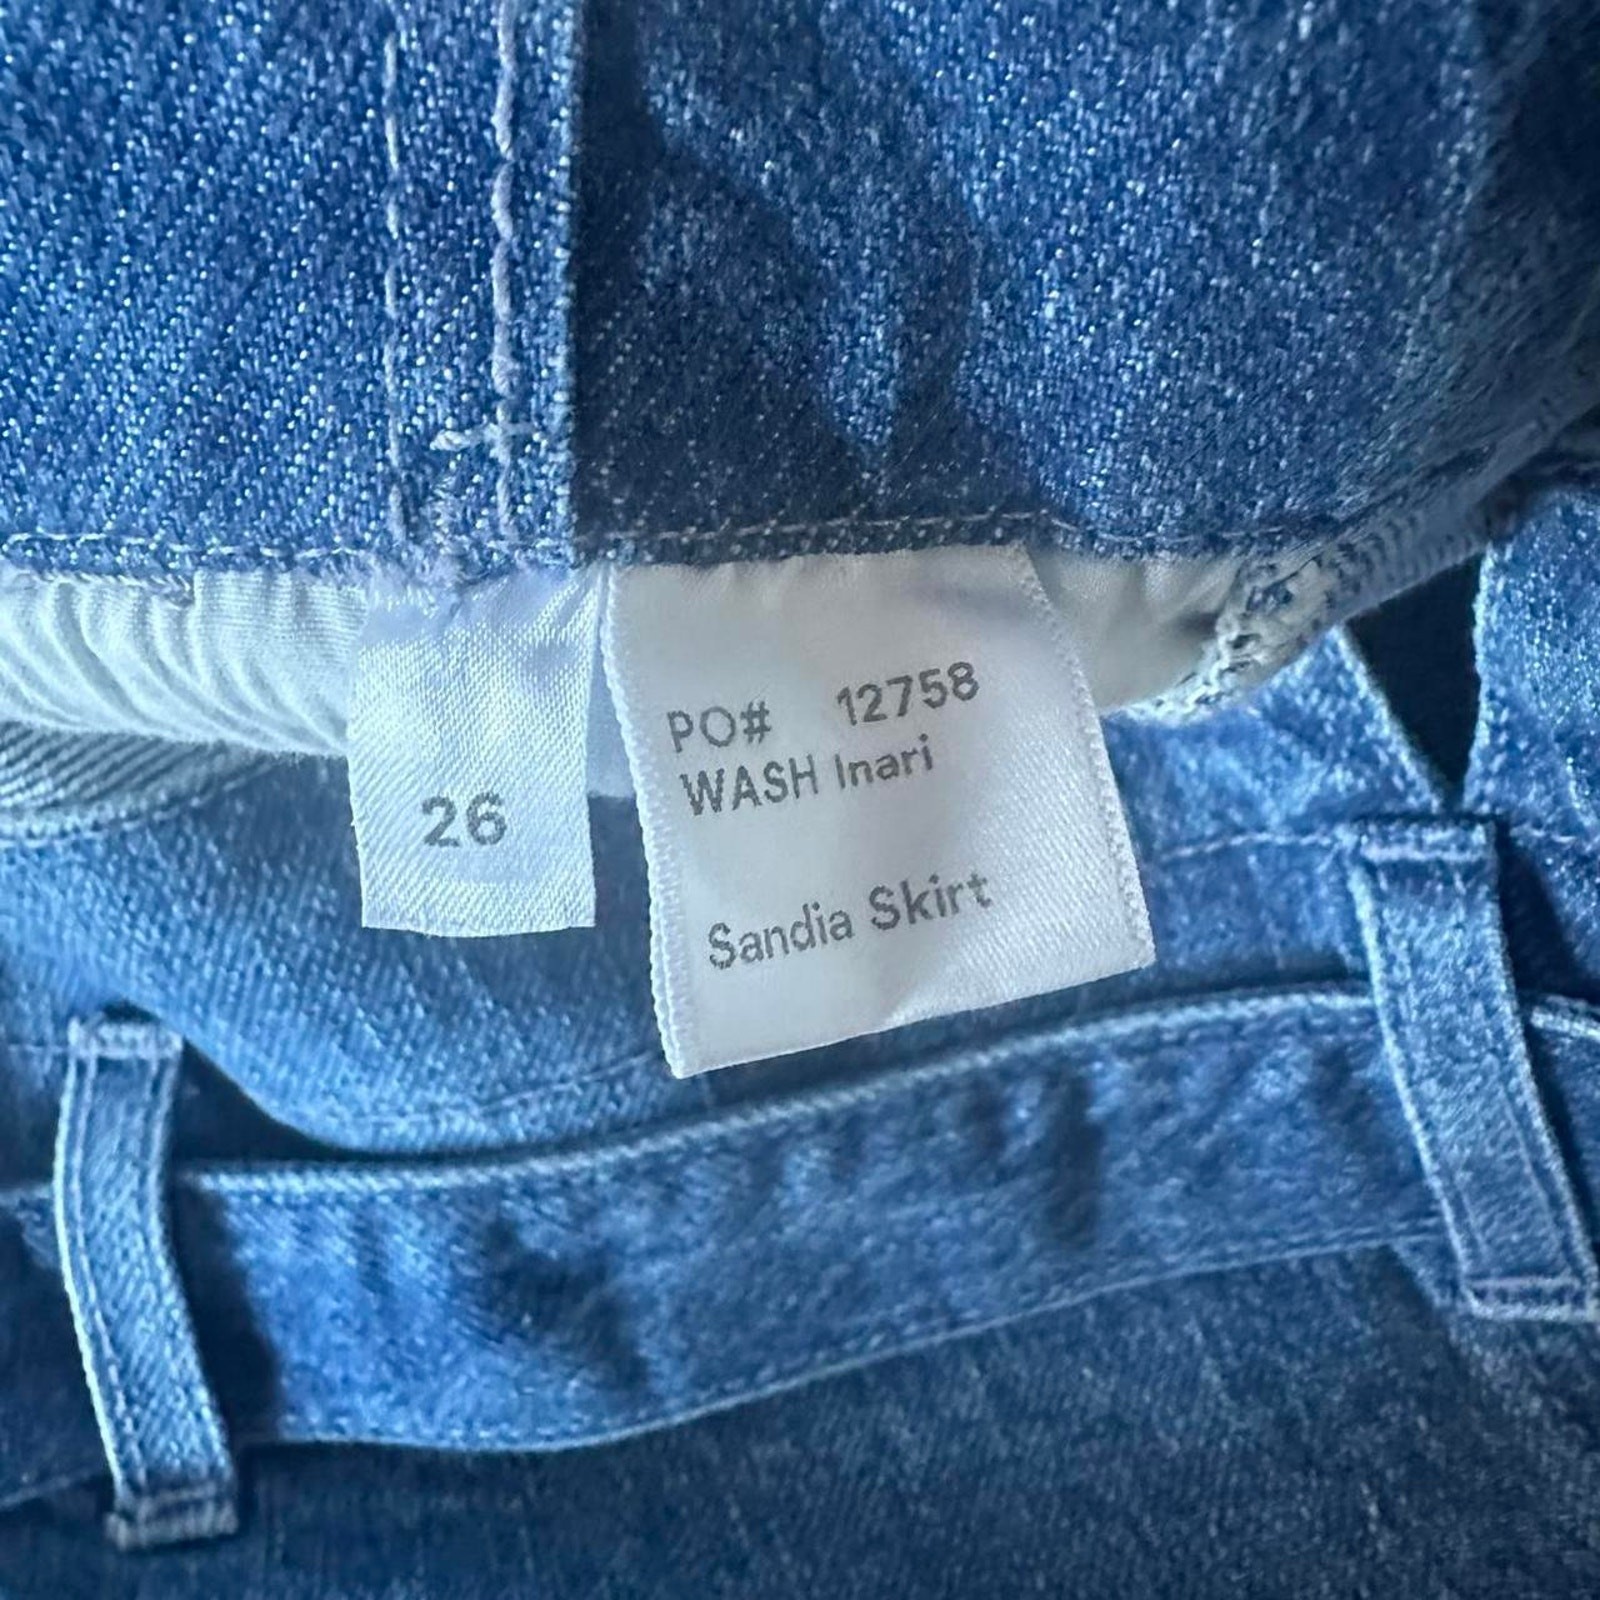 26
PO# 12758
WASH Inari
Sandia Skirt